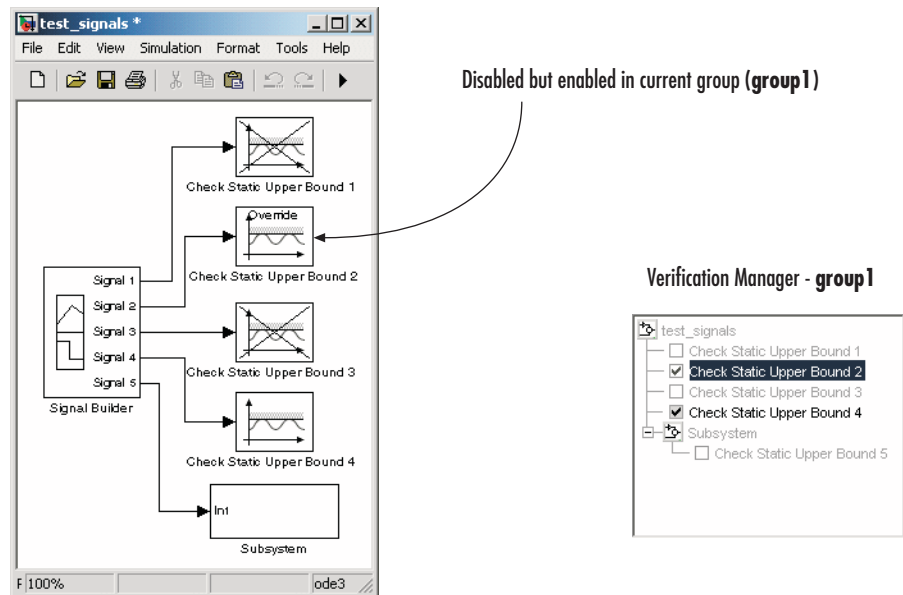 test_signals *
File Edit View Simulation Format Tools Help
Disabled but enabled in current group (group1)
Check Static Upper Bound 1
Override
Check Static Upper Bound 2
Signal 1
Signal 2
Signal 3
Signal 4
Signal 5
Signal Builder
Check Static Upper Bound 3
Check Static Upper Bound 4
In1
Subsystem
F 100%
ode3
Verification Manager - group1
test_signals
Check Static Upper Bound 1
Check Static Upper Bound 2
Check Static Upper Bound 3
Check Static Upper Bound 4
Subsystem
Check Static Upper Bound 5